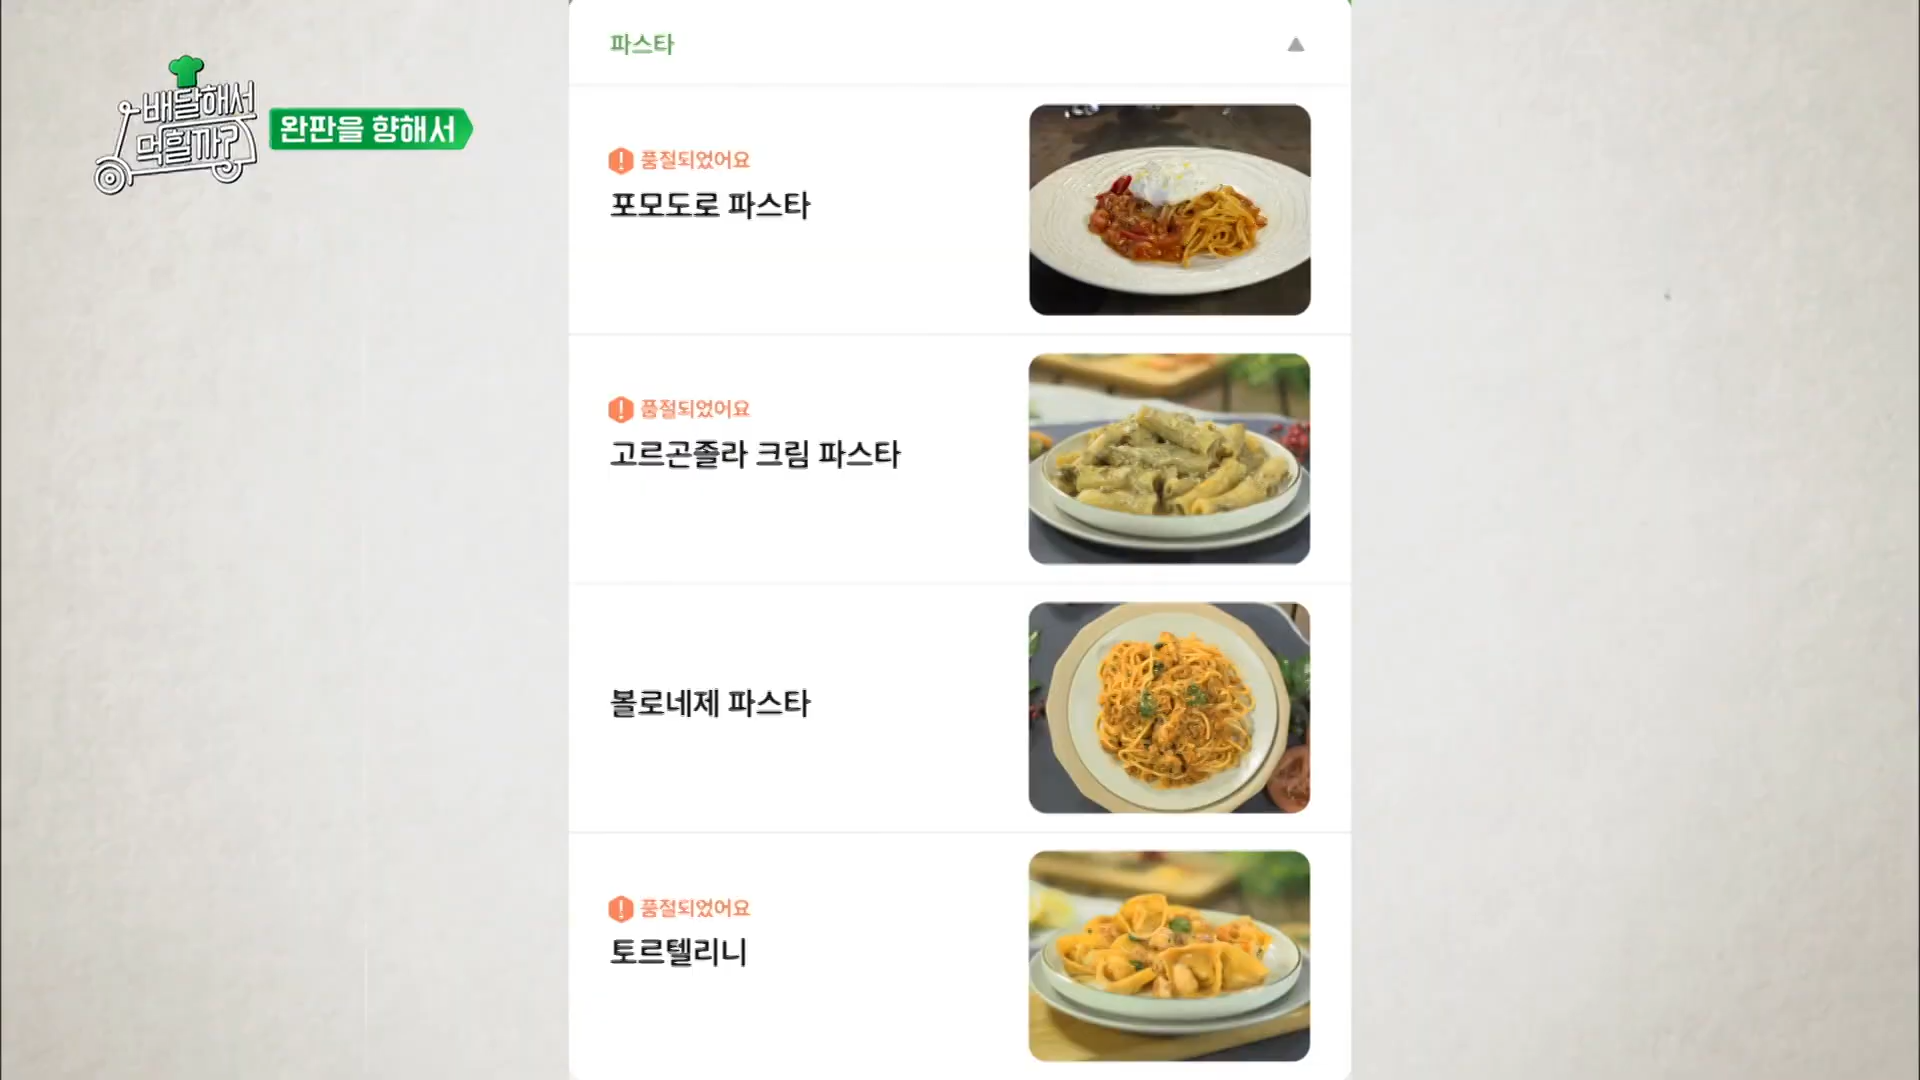 배달해서
먹힐까?
완판을 향해서
파스타
품절되었어요
포모도로 파스타
품절되었어요
고르곤졸라 크림 파스타
볼로네제 파스타
품절되었어요
토르텔리니